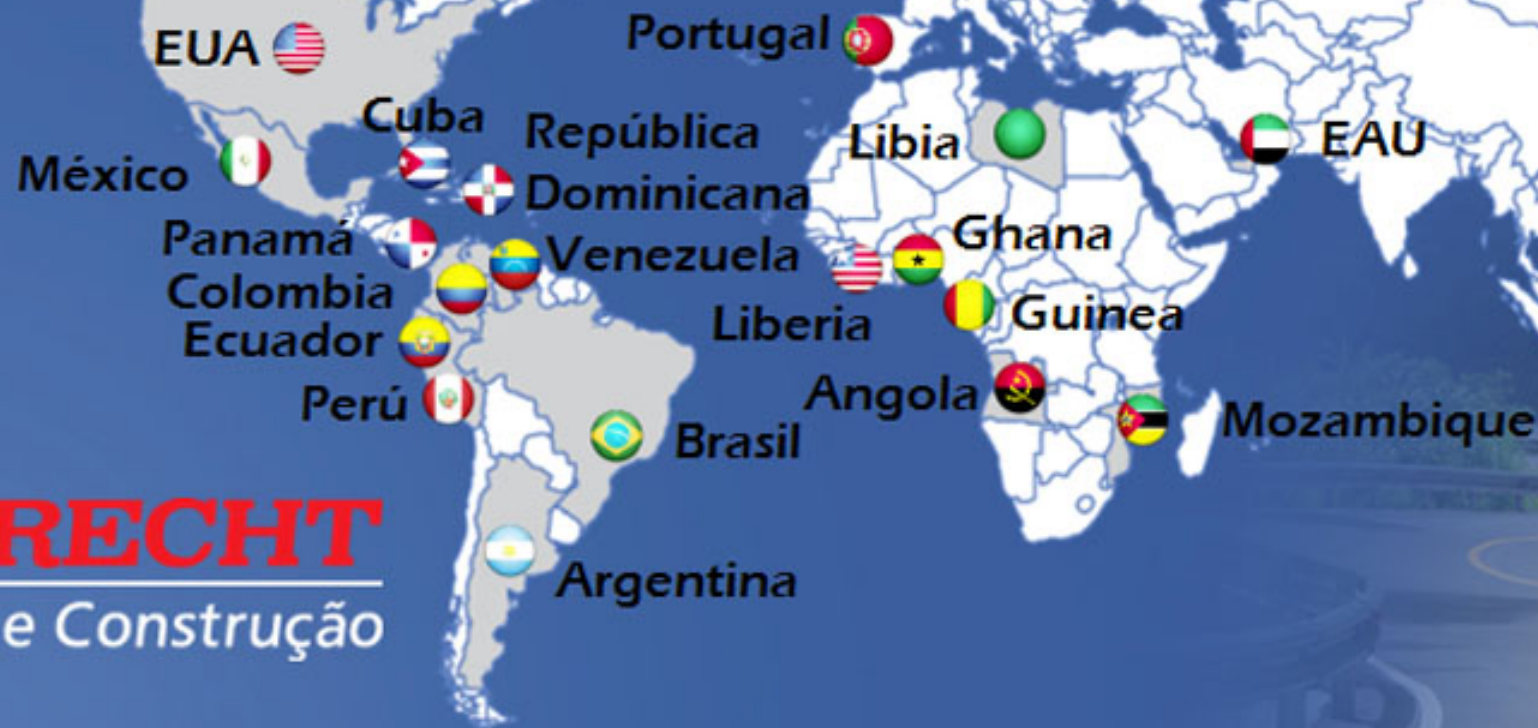 EUA
Portugal
Cuba
República
Dominicana
México
Libia
EAU
Panamá
Venezuela
Ghana
Colombia
Liberia
Guinea
Ecuador
Perú
Angola
Mozambique
Brasil
RECHT
Argentina
e Construção